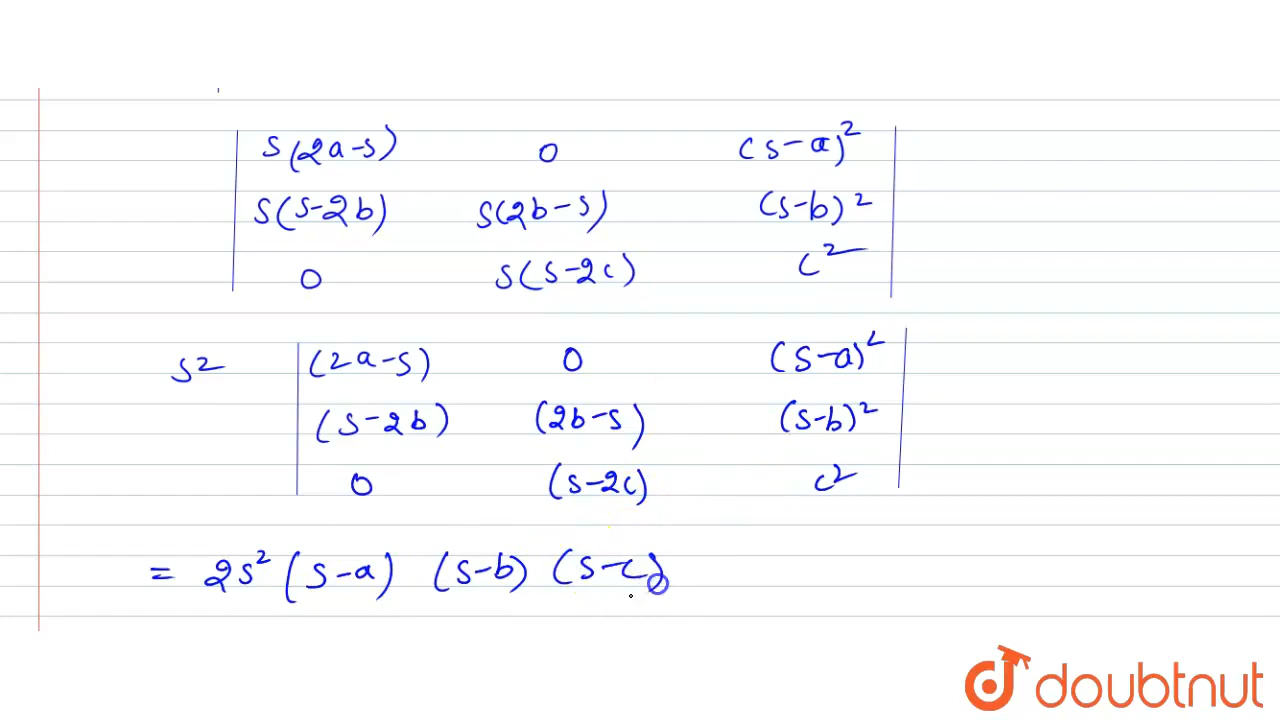 s(2a-s) 0 (s-a)²
s(s-2b) s(2b-s) (s-b)²
0 s(s-2c) c²
s² (2a-s) 0 (s-a)²
(s-2b) (2b-s) (s-b)²
0 (s-2c) c²
= 2s² (s-a) (s-b) (s-c)
doubtnut